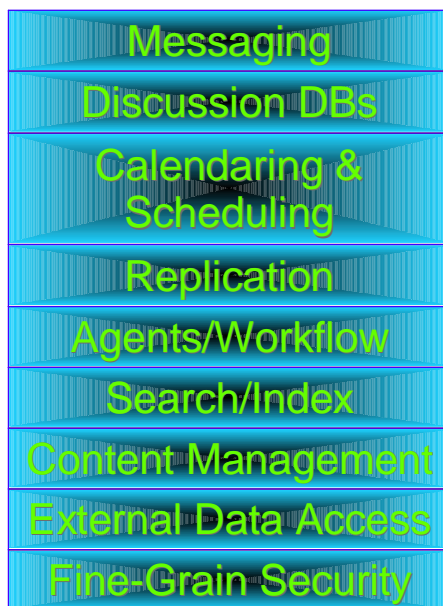 Messaging
Discussion DBs
Calendaring &
Scheduling
Replication
Agents/Workflow
Search/Index
Content Management
External Data Access
Fine-Grain Security